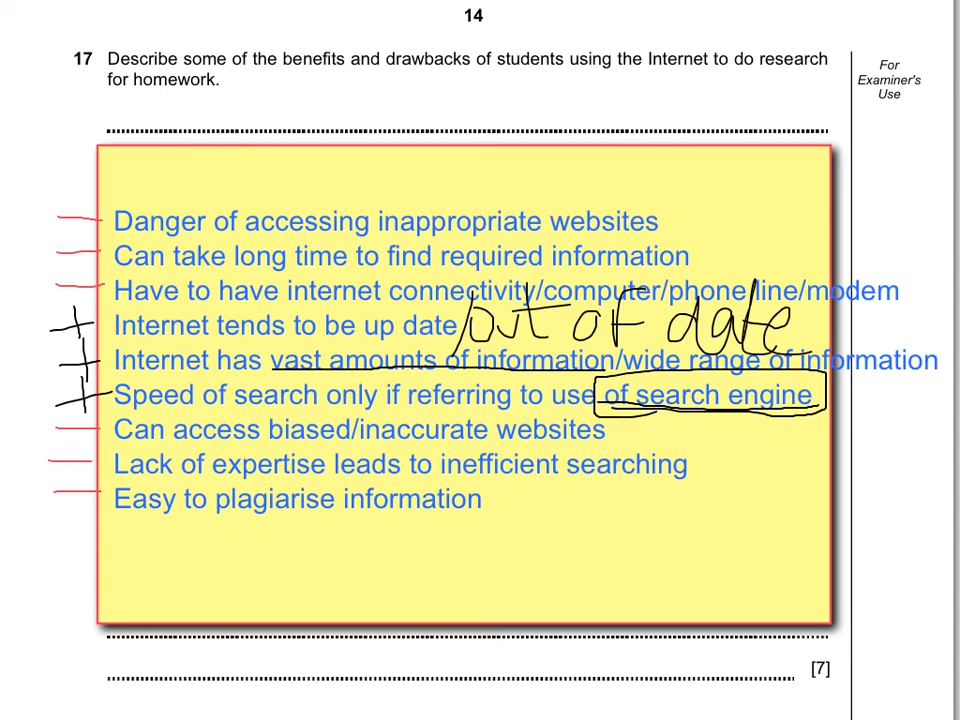 14
17 Describe some of the benefits and drawbacks of students using the Internet to do research
for homework.
For
Examiner's
Use
Danger of accessing inappropriate websites
Can take long time to find required information
Have to have internet connectivity/computer/phone line/modem
Internet tends to be up date /out of date
Internet has vast amounts of information/wide range of information
Speed of search only if referring to use of search engine
Can access biased/inaccurate websites
Lack of expertise leads to inefficient searching
Easy to plagiarise information
[7]